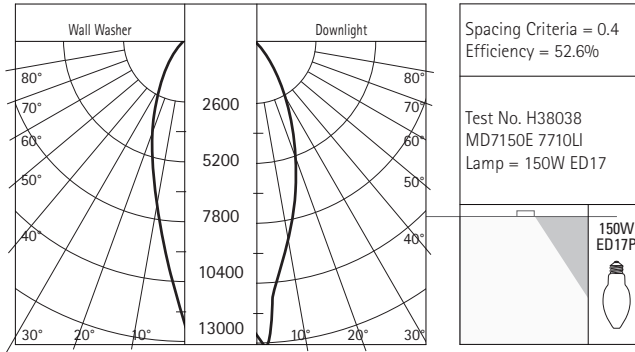 Wall Washer
Downlight
80°
70°
60°
50°
40°
30°
20°
10°
2600
5200
7800
10400
13000
80°
70°
60°
50°
40°
10°
20°
30°
Spacing Criteria = 0.4
Efficiency = 52.6%
Test No. H38038
MD7150E 7710LI
Lamp = 150W ED17
150W
ED17P